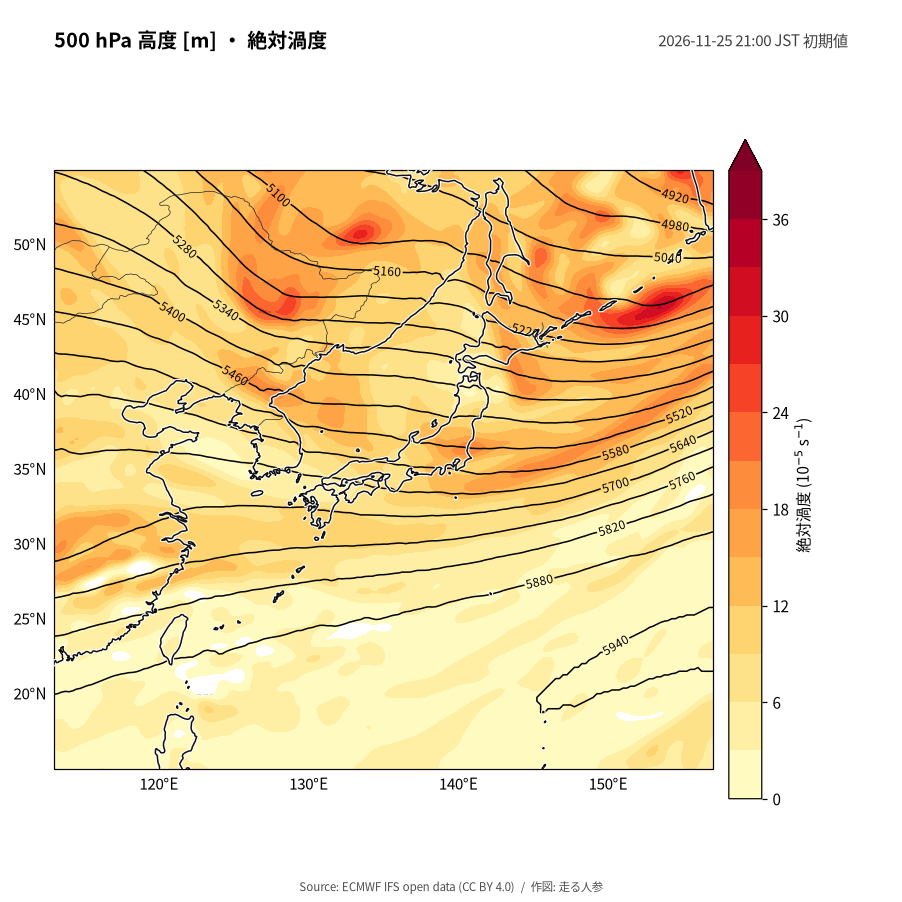 500 hPa 高度 [m] ・ 絶対渦度
2026-11-25 21:00 JST 初期値
4920
5100
4980
50°N
5280
5040
5160
36
5340
45°N
5400
5220
30
5460
40°N
24
5520
5640
5580
35°N
5760
5700
絶対渦度 (10⁻⁵ s⁻¹)
18
5820
30°N
5880
12
25°N
5940
20°N
6
0
120°E
130°E
140°E
150°E
Source: ECMWF IFS open data (CC BY 4.0) / 作図: 走る人参